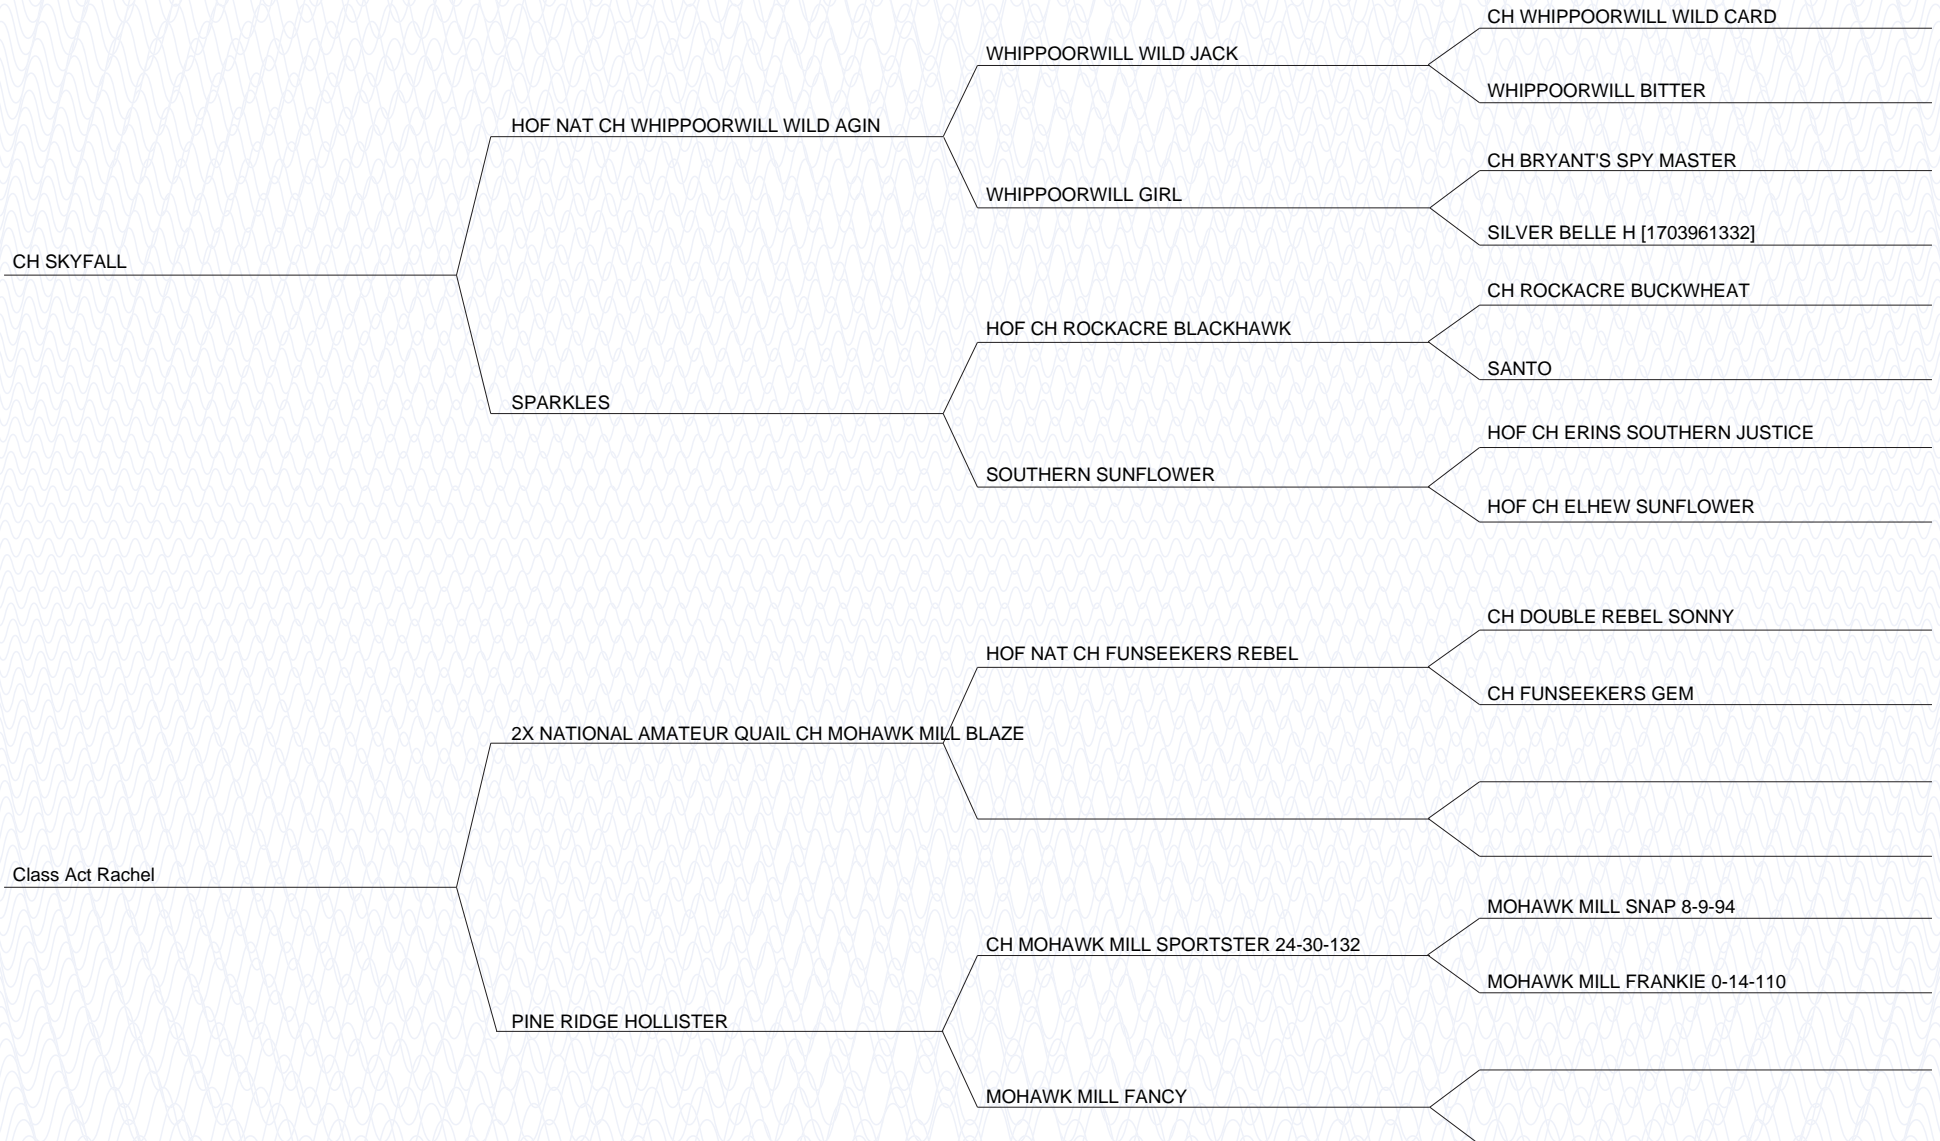 CH WHIPPOORWILL WILD CARD
WHIPPOORWILL WILD JACK
WHIPPOORWILL BITTER
HOF NAT CH WHIPPOORWILL WILD AGIN
CH BRYANT'S SPY MASTER
WHIPPOORWILL GIRL
SILVER BELLE H [1703961332]
CH SKYFALL
CH ROCKACRE BUCKWHEAT
HOF CH ROCKACRE BLACKHAWK
SANTO
SPARKLES
HOF CH ERINS SOUTHERN JUSTICE
SOUTHERN SUNFLOWER
HOF CH ELHEW SUNFLOWER
CH DOUBLE REBEL SONNY
HOF NAT CH FUNSEEKERS REBEL
CH FUNSEEKERS GEM
2X NATIONAL AMATEUR QUAIL CH MOHAWK MILL BLAZE
Class Act Rachel
MOHAWK MILL SNAP 8-9-94
CH MOHAWK MILL SPORTSTER 24-30-132
MOHAWK MILL FRANKIE 0-14-110
PINE RIDGE HOLLISTER
MOHAWK MILL FANCY